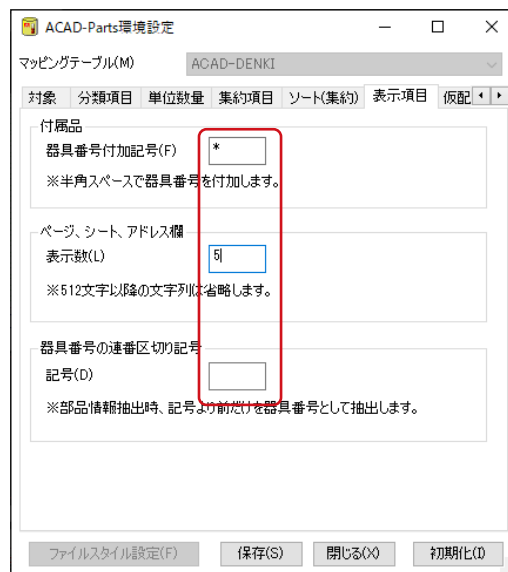 ACAD-Parts環境設定
マッピングテーブル(M) ACAD-DENKI
対象 分類項目 単位数量 集約項目 ソート(集約) 表示項目 仮配
付属品
器具番号付加記号(F) *
※半角スペースで器具番号を付加します。
ページ、シート、アドレス欄
表示数(L) 5
※512文字以降の文字列は省略します。
器具番号の連番区切り記号
記号(D)
※部品情報抽出時、記号より前だけを器具番号として抽出します。
ファイルスタイル設定(F) 保存(S) 閉じる(X) 初期化(I)